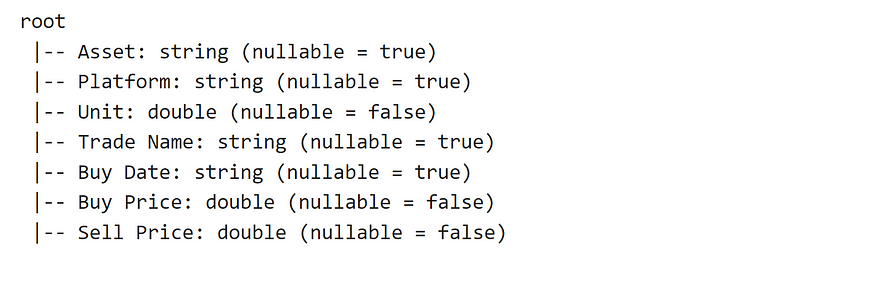 root
 |-- Asset: string (nullable = true)
 |-- Platform: string (nullable = true)
 |-- Unit: double (nullable = false)
 |-- Trade Name: string (nullable = true)
 |-- Buy Date: string (nullable = true)
 |-- Buy Price: double (nullable = false)
 |-- Sell Price: double (nullable = false)